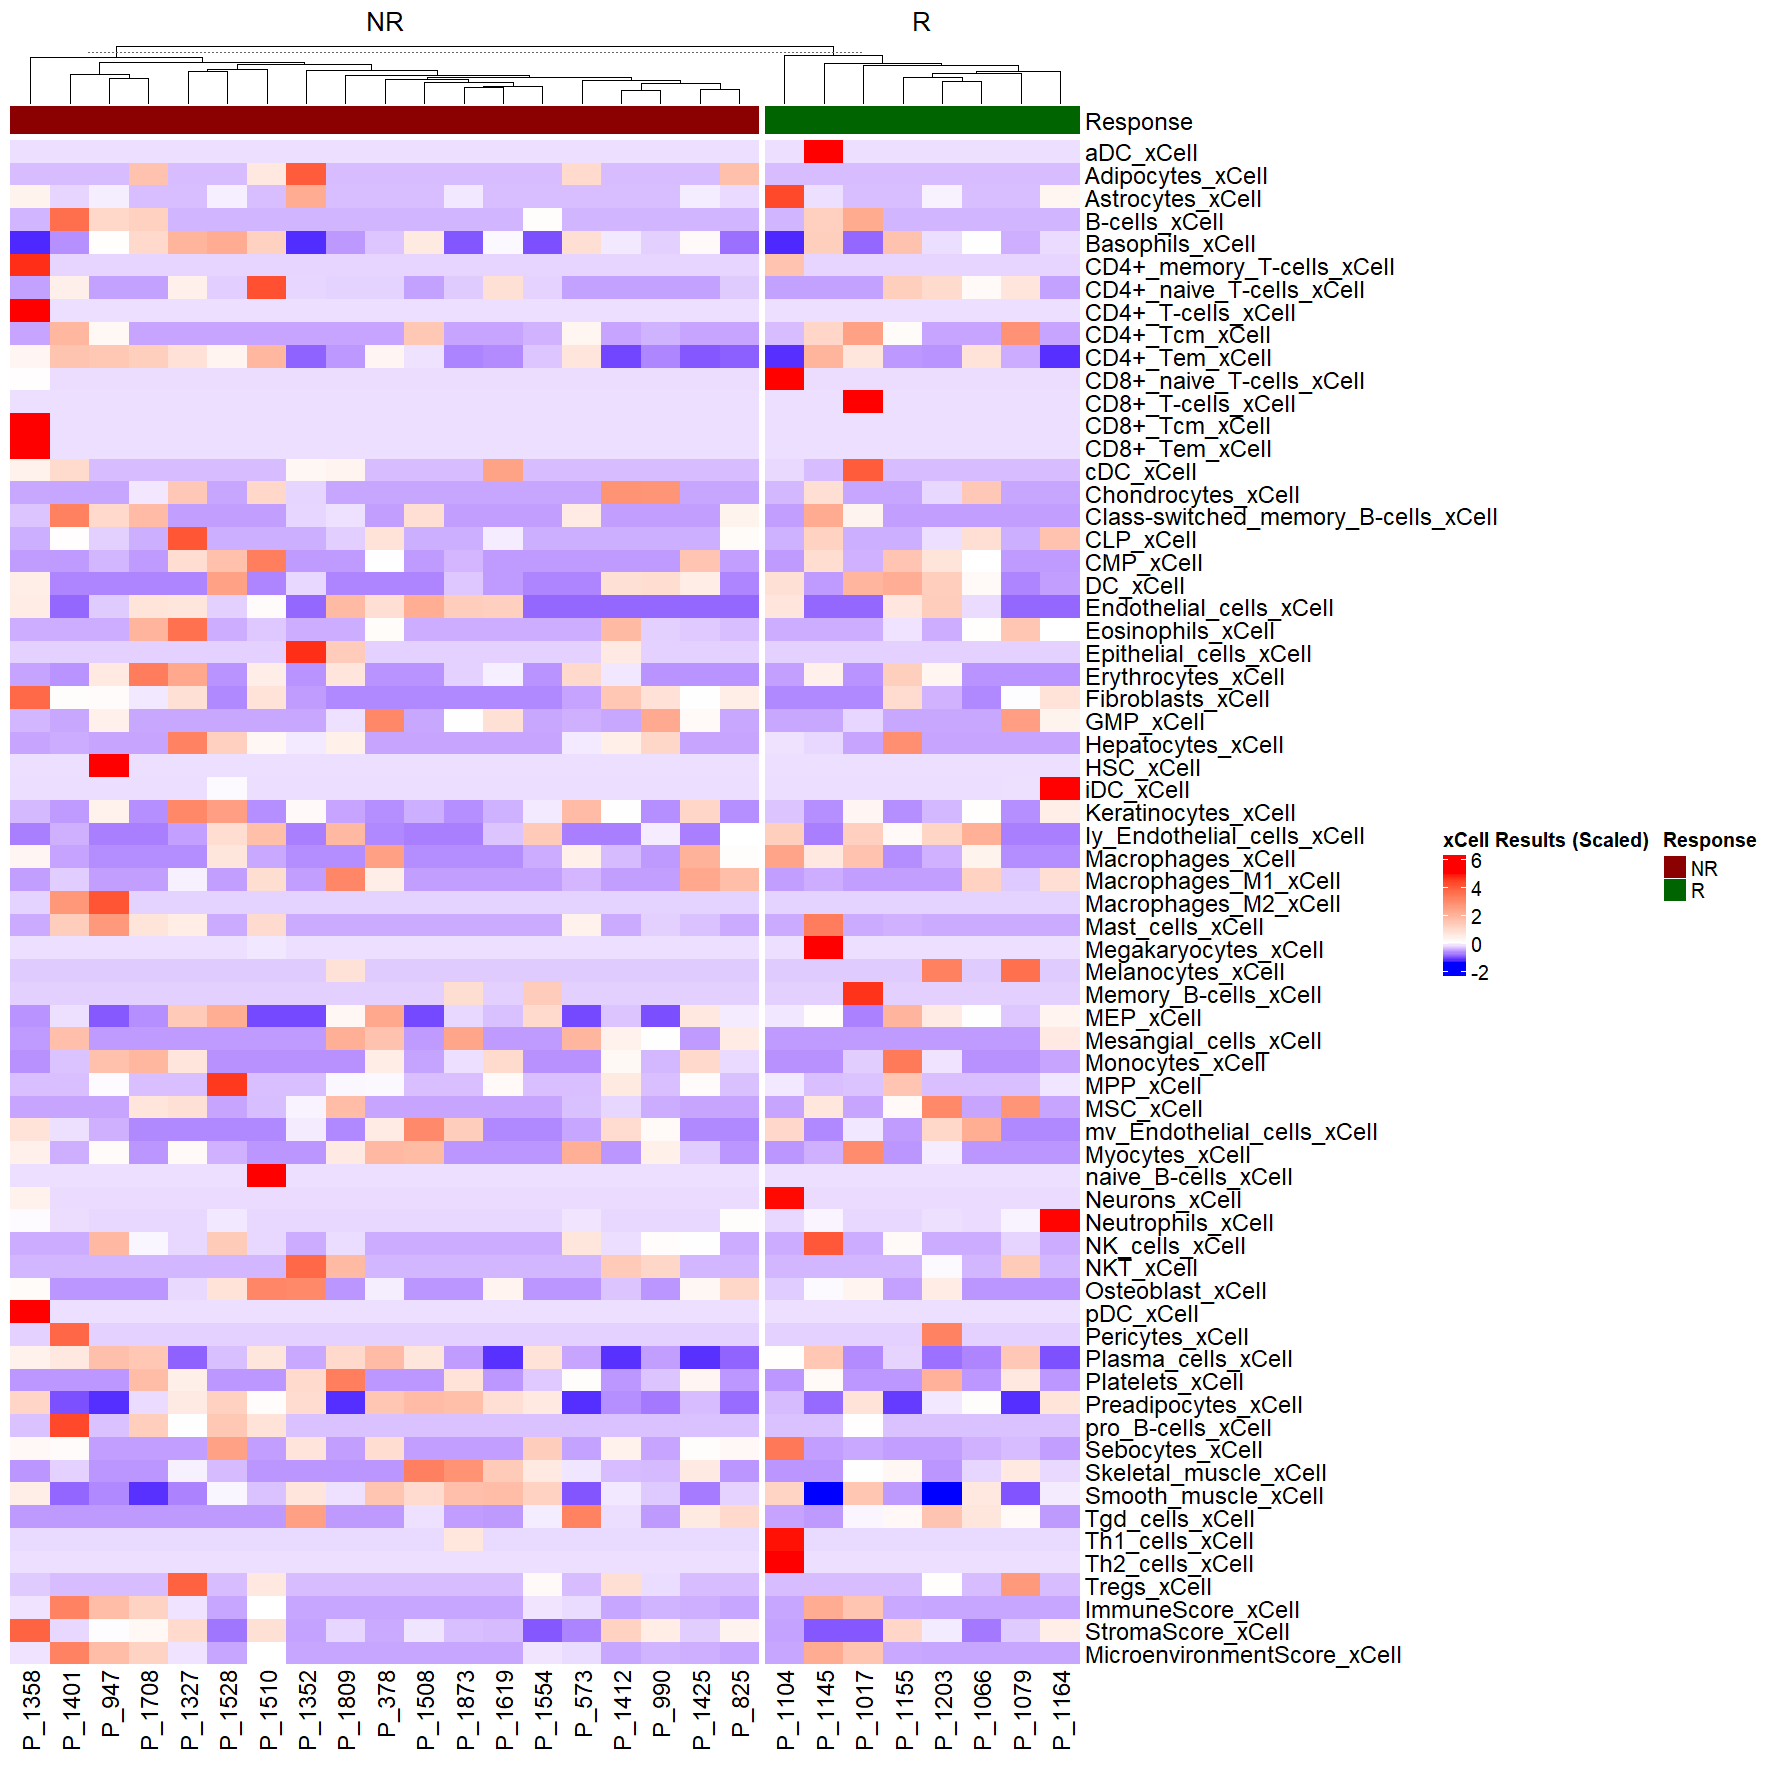 NR
R
Response
aDC_xCell
Adipocytes_xCell
Astrocytes_xCell
B-cells_xCell
Basophils_xCell
CD4+_memory_T-cells_xCell
CD4+_naive_T-cells_xCell
CD4+_T-cells_xCell
CD4+_Tcm_xCell
CD4+_Tem_xCell
CD8+_naive_T-cells_xCell
CD8+_T-cells_xCell
CD8+_Tcm_xCell
CD8+_Tem_xCell
cDC_xCell
Chondrocytes_xCell
Class-switched_memory_B-cells_xCell
CLP_xCell
CMP_xCell
DC_xCell
Endothelial_cells_xCell
Eosinophils_xCell
Epithelial_cells_xCell
Erythrocytes_xCell
Fibroblasts_xCell
GMP_xCell
Hepatocytes_xCell
HSC_xCell
iDC_xCell
Keratinocytes_xCell
ly_Endothelial_cells_xCell
Macrophages_xCell
Macrophages_M1_xCell
Macrophages_M2_xCell
Mast_cells_xCell
Megakaryocytes_xCell
Melanocytes_xCell
Memory_B-cells_xCell
MEP_xCell
Mesangial_cells_xCell
Monocytes_xCell
MPP_xCell
MSC_xCell
mv_Endothelial_cells_xCell
Myocytes_xCell
naive_B-cells_xCell
Neurons_xCell
Neutrophils_xCell
NK_cells_xCell
NKT_xCell
Osteoblast_xCell
pDC_xCell
Pericytes_xCell
Plasma_cells_xCell
Platelets_xCell
Preadipocytes_xCell
pro_B-cells_xCell
Sebocytes_xCell
Skeletal_muscle_xCell
Smooth_muscle_xCell
Tgd_cells_xCell
Th1_cells_xCell
Th2_cells_xCell
Tregs_xCell
ImmuneScore_xCell
StromaScore_xCell
MicroenvironmentScore_xCell
P_1358
P_1401
P_947
P_1708
P_1327
P_1528
P_1510
P_1352
P_1809
P_378
P_1508
P_1873
P_1619
P_1554
P_573
P_1412
P_990
P_1425
P_825
P_1104
P_1145
P_1017
P_1155
P_1203
P_1066
P_1079
P_1164
xCell Results (Scaled)
6
4
2
0
-2
Response
NR
R